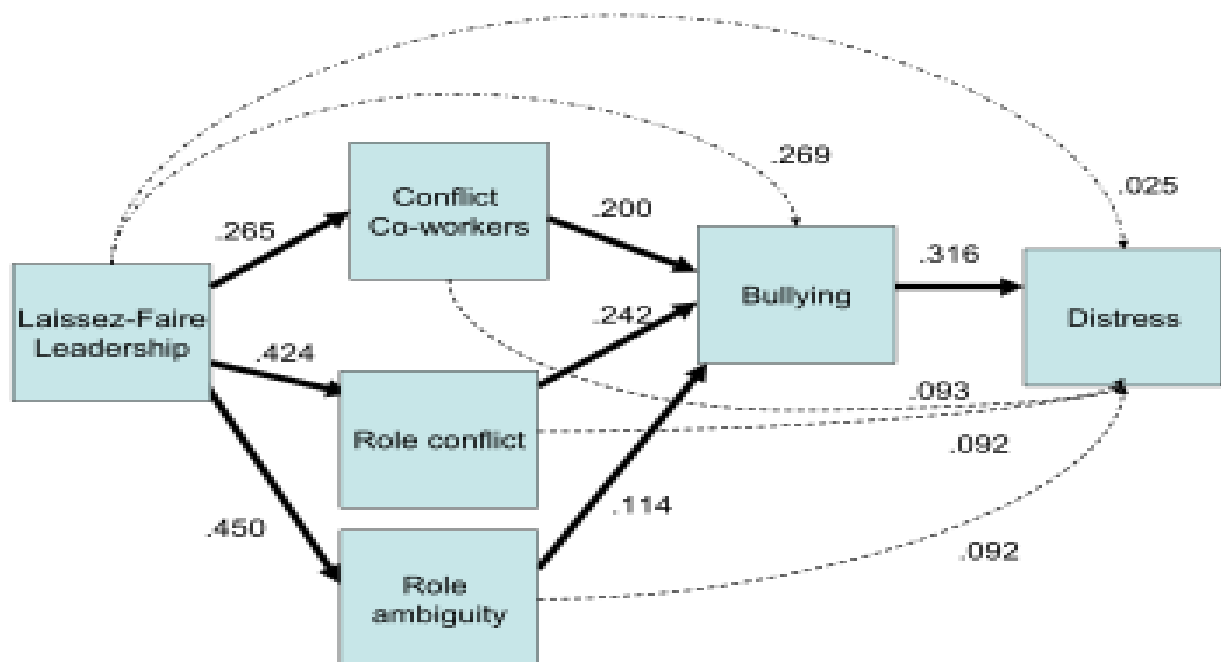 .269
.025
Conflict
Co-workers
.200
.265
.316
Laissez-Faire
Leadership
Bullying
Distress
.242
.424
.093
Role conflict
.092
.114
.450
.092
Role
ambiguity